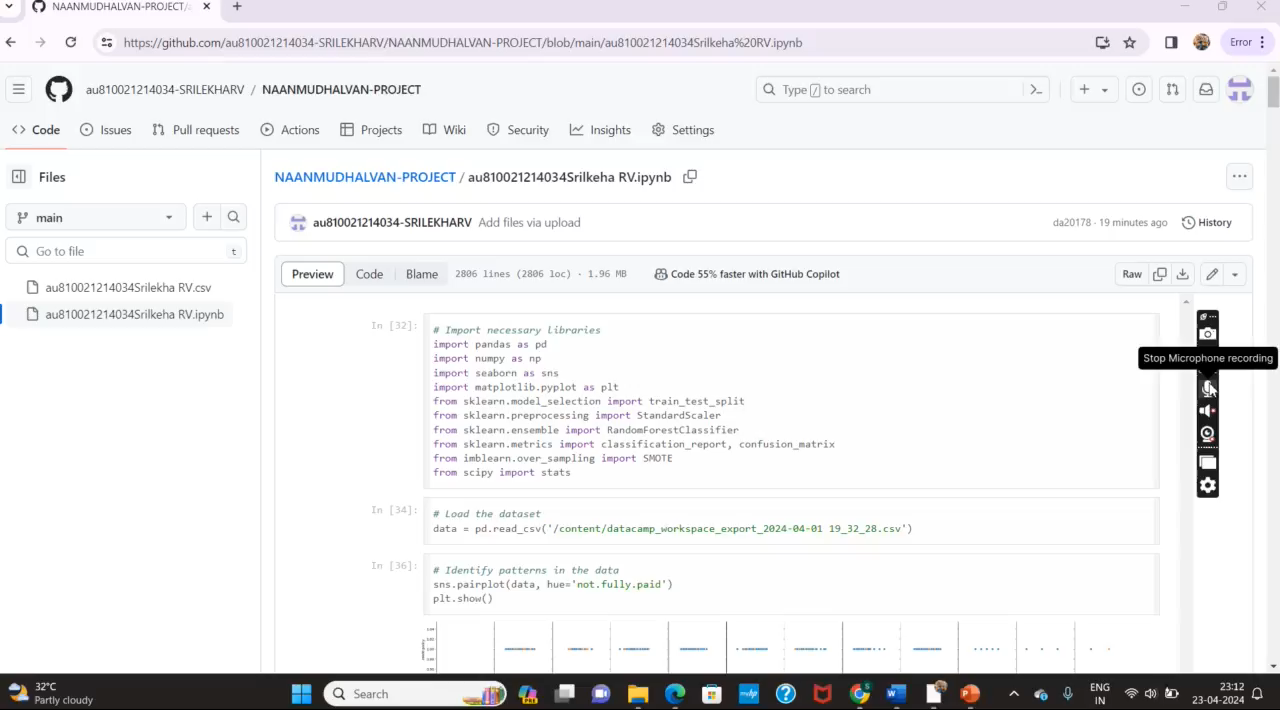 NAANMUDHALVAN-PROJECT/a
https://github.com/au810021214034-SRILEKHARV/NAANMUDHALVAN-PROJECT/blob/main/au810021214034Srilkeha%20RV.ipynb
Error
au810021214034-SRILEKHARV / NAANMUDHALVAN-PROJECT
Type / to search
Code
Issues
Pull requests
Actions
Projects
Wiki
Security
Insights
Settings
Files
main
Go to file
t
au810021214034Srilekha RV.csv
au810021214034Srilkeha RV.ipynb
NAANMUDHALVAN-PROJECT / au810021214034Srilkeha RV.ipynb
au810021214034-SRILEKHARV Add files via upload
da20178 · 19 minutes ago
History
Preview
Code
Blame
2806 lines (2806 loc) · 1.96 MB
Code 55% faster with GitHub Copilot
Raw
In [32]:
# Import necessary libraries
import pandas as pd
import numpy as np
import seaborn as sns
import matplotlib.pyplot as plt
from sklearn.model_selection import train_test_split
from sklearn.preprocessing import StandardScaler
from sklearn.ensemble import RandomForestClassifier
from sklearn.metrics import classification_report, confusion_matrix
from imblearn.over_sampling import SMOTE
from scipy import stats
In [34]:
# Load the dataset
data = pd.read_csv('/content/datacamp_workspace_export_2024-04-01 19_32_28.csv')
In [36]:
# Identify patterns in the data
sns.pairplot(data, hue='not.fully.paid')
plt.show()
Stop Microphone recording
32°C
Partly cloudy
Search
PRE
ENG
IN
23:12
23-04-2024